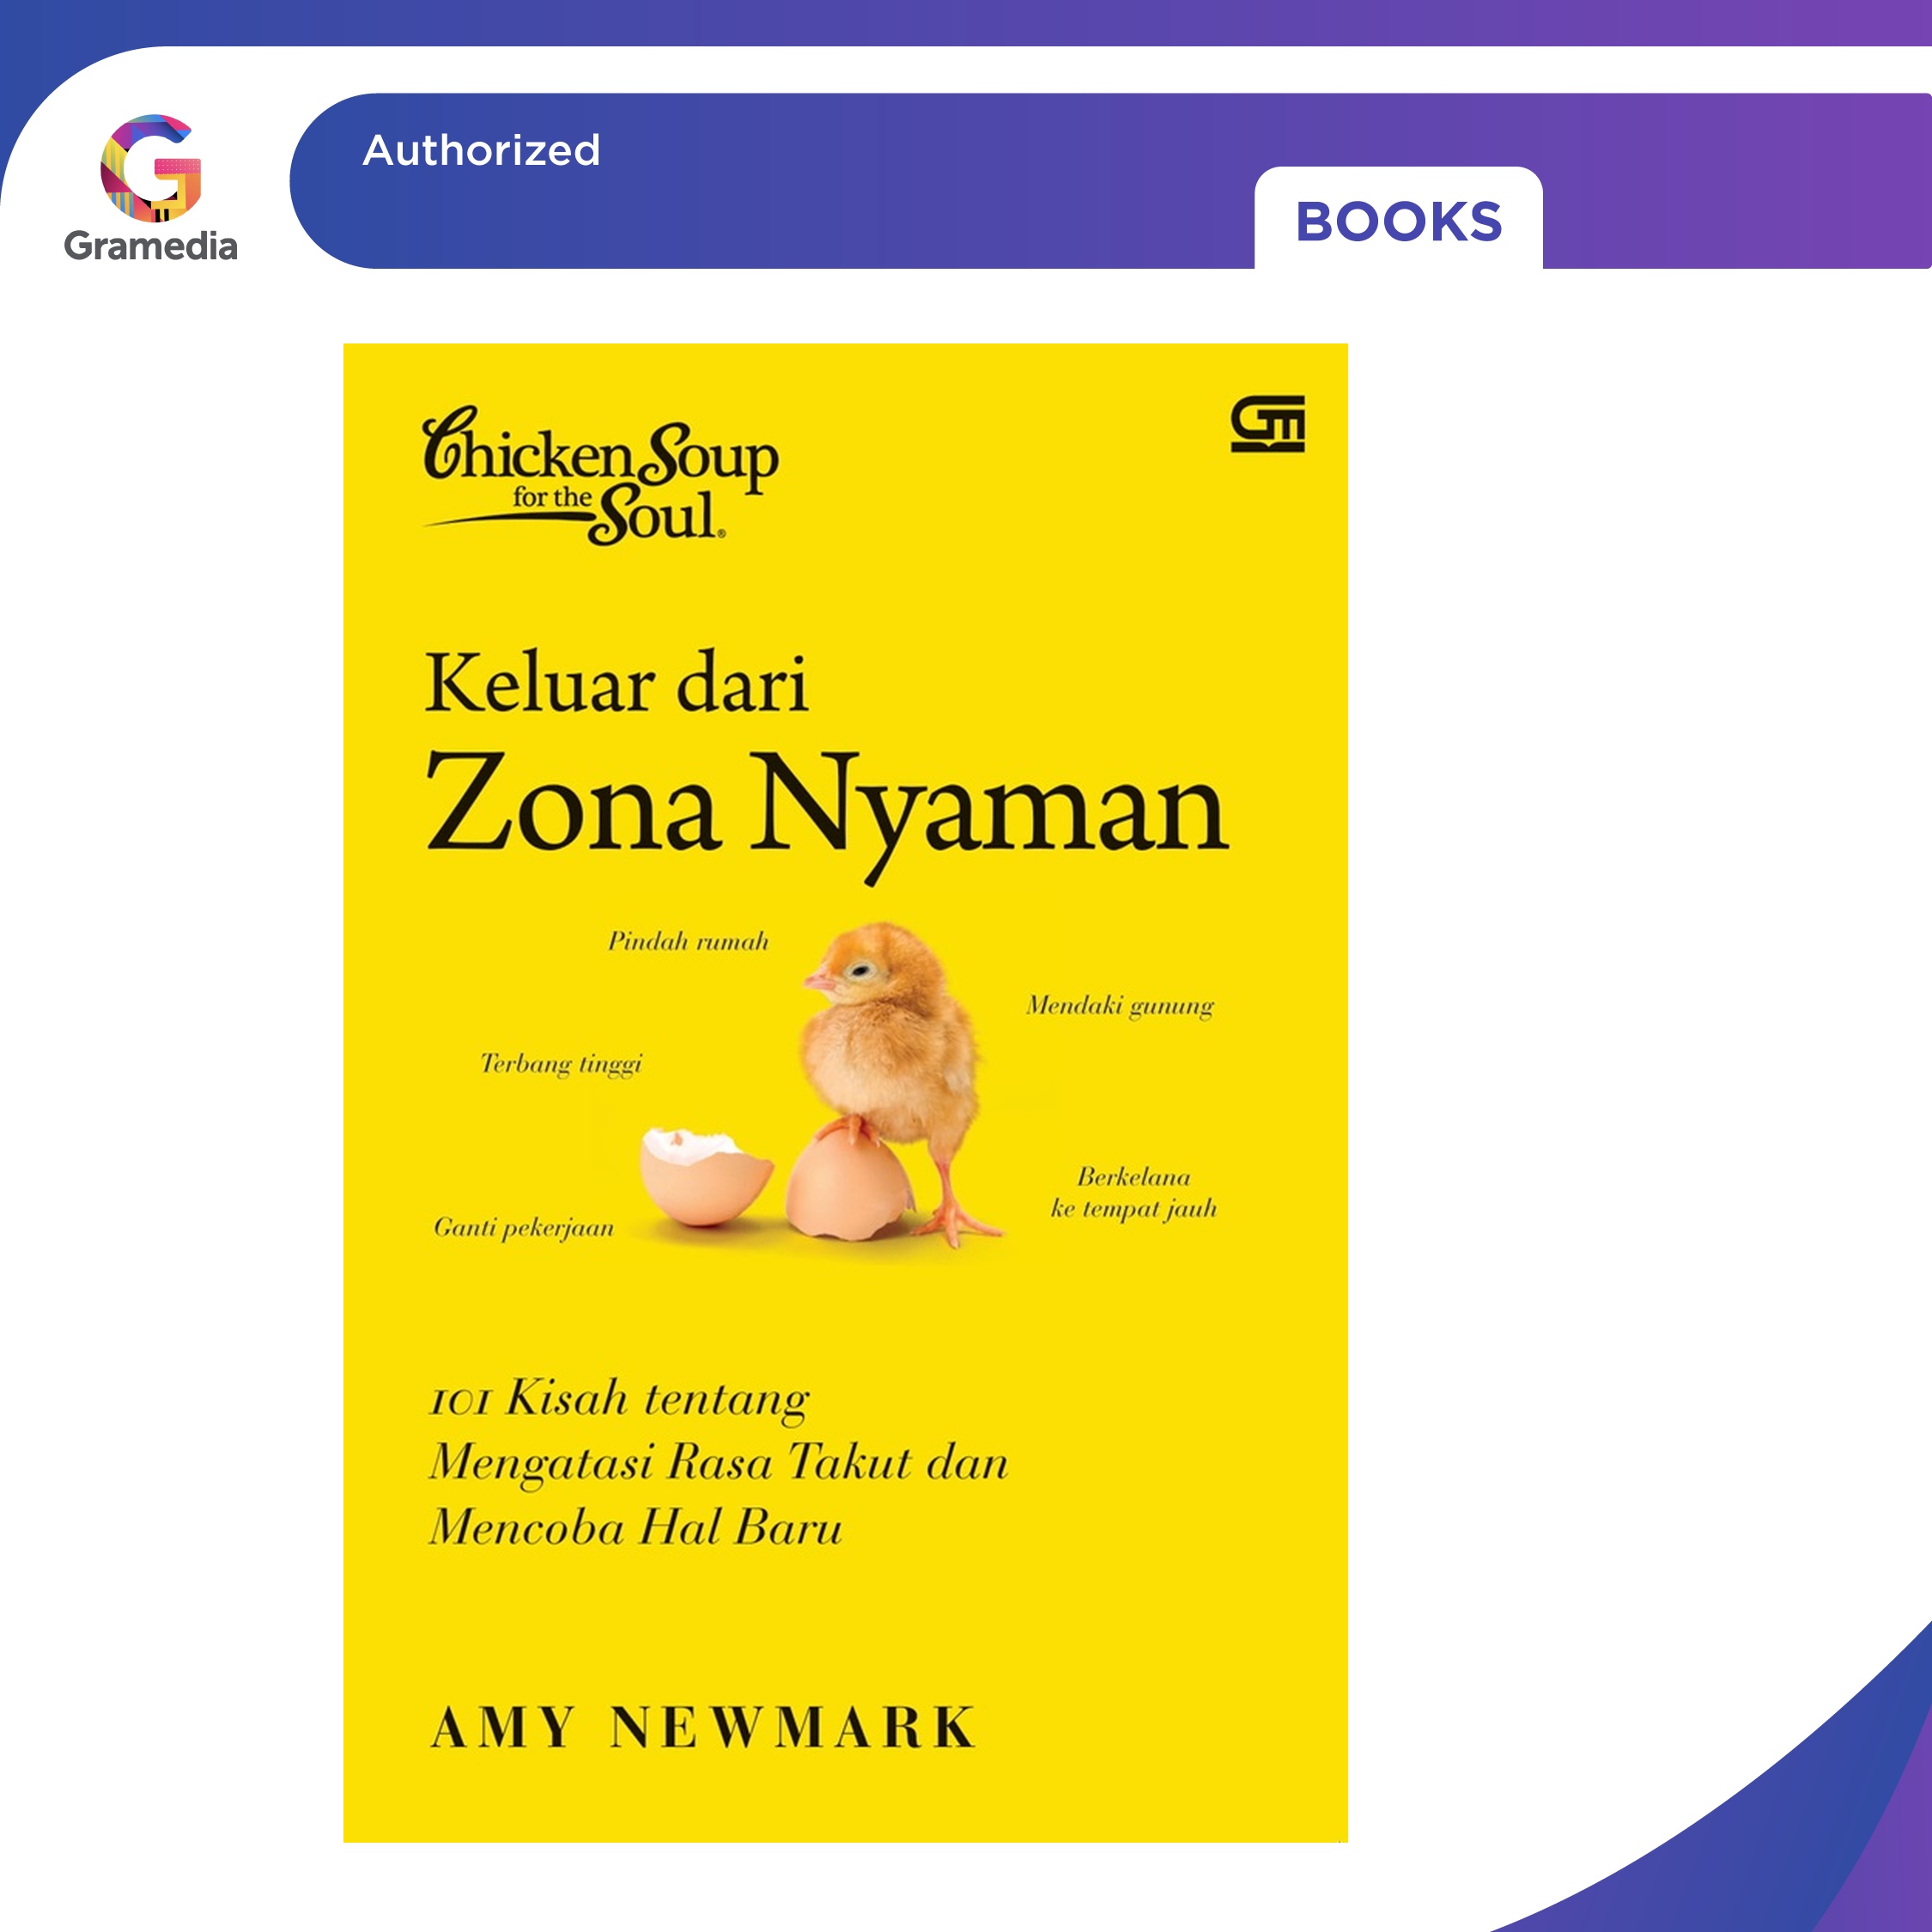 Authorized
BOOKS
Gramedia
Chicken Soup
for the
Soul®
GM
Keluar dari
Zona Nyaman
Pindah rumah
Mendaki gunung
Terbang tinggi
Berkelana
ke tempat jauh
Ganti pekerjaan
101 Kisah tentang
Mengatasi Rasa Takut dan
Mencoba Hal Baru
AMY NEWMARK